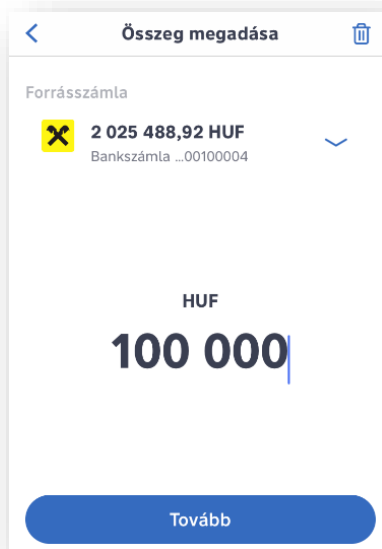 Összeg megadása
Forrásszámla
2 025 488,92 HUF
Bankszámla ...00100004
HUF
100 000
Tovább